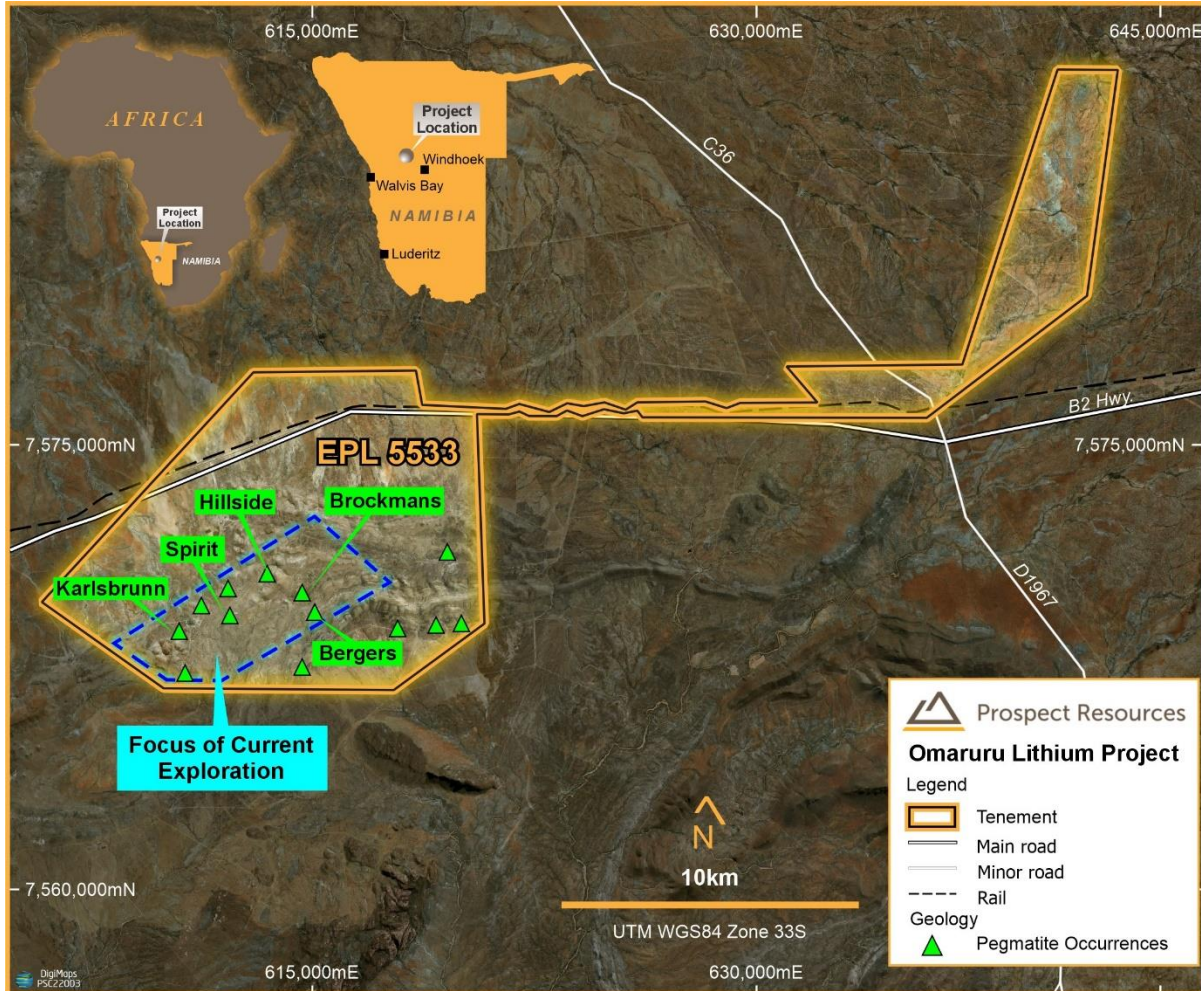 615,000mE
630,000mE
645,000mE
AFRICA
Project
Location
NAMIBIA
Project
Location
Windhoek
Walvis Bay
NAMIBIA
Luderitz
C36
B2 Hwy.
7,575,000mN
7,575,000mN
EPL 5533
Hillside
Brockmans
Spirit
Karlsbrunn
Bergers
D1967
Focus of Current
Exploration
N
10km
UTM WGS84 Zone 33S
7,560,000mN
Prospect Resources
Omaruru Lithium Project
Legend
Tenement
Main road
Minor road
Rail
Geology
Pegmatite Occurrences
DigiMaps
PSC22003
615,000mE
630,000mE